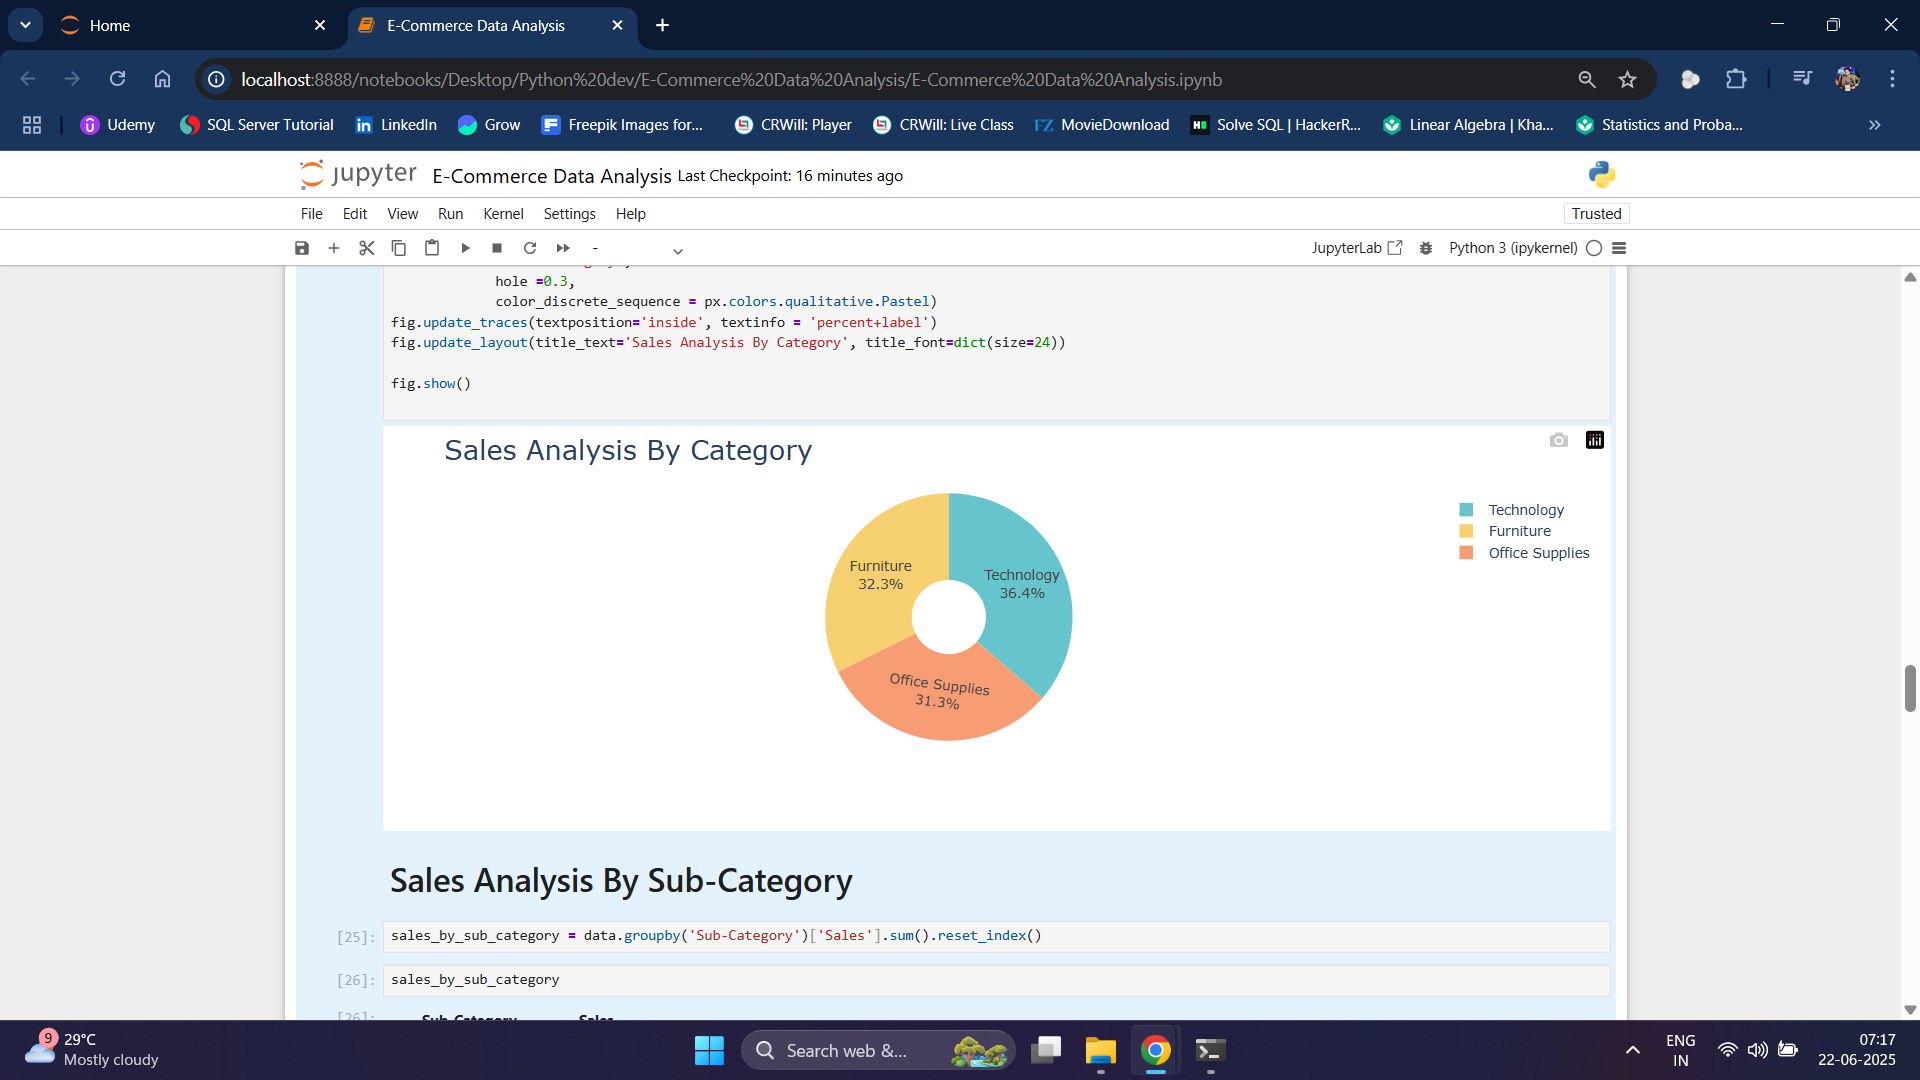 Home
E-Commerce Data Analysis
localhost:8888/notebooks/Desktop/Python%20dev/E-Commerce%20Data%20Analysis/E-Commerce%20Data%20Analysis.ipynb
Udemy
SQL Server Tutorial
LinkedIn
Grow
Freepik Images for...
CRWill: Player
CRWill: Live Class
FZ MovieDownload
Solve SQL | HackerR...
Linear Algebra | Kha...
Statistics and Proba...
jupyter E-Commerce Data Analysis Last Checkpoint: 16 minutes ago
File Edit View Run Kernel Settings Help
Trusted
JupyterLab
Python 3 (ipykernel)
hole =0.3,
color_discrete_sequence = px.colors.qualitative.Pastel)
fig.update_traces(textposition='inside', textinfo = 'percent+label')
fig.update_layout(title_text='Sales Analysis By Category', title_font=dict(size=24))
fig.show()
Sales Analysis By Category
Technology
Furniture
Office Supplies
Furniture
32.3%
Technology
36.4%
Office Supplies
31.3%
Sales Analysis By Sub-Category
[25]: sales_by_sub_category = data.groupby('Sub-Category')['Sales'].sum().reset_index()
[26]: sales_by_sub_category
[26]: Sub-Category Sales
9
29°C
Mostly cloudy
Search web &...
ENG
IN
07:17
22-06-2025